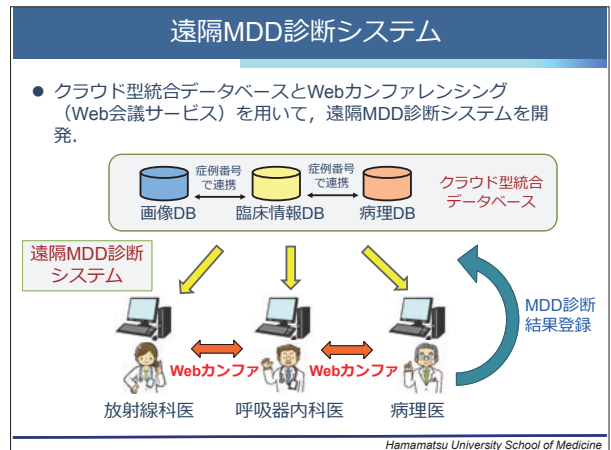 遠隔MDD診断システム
● クラウド型統合データベースとWebカンファレンシング
（Web会議サービス）を用いて，遠隔MDD診断システムを開
発．
症例番号
で連携
症例番号
で連携
画像DB
臨床情報DB
病理DB
クラウド型統合
データベース
遠隔MDD診断
システム
MDD診断
結果登録
Webカンファ
Webカンファ
放射線科医
呼吸器内科医
病理医
Hamamatsu University School of Medicine